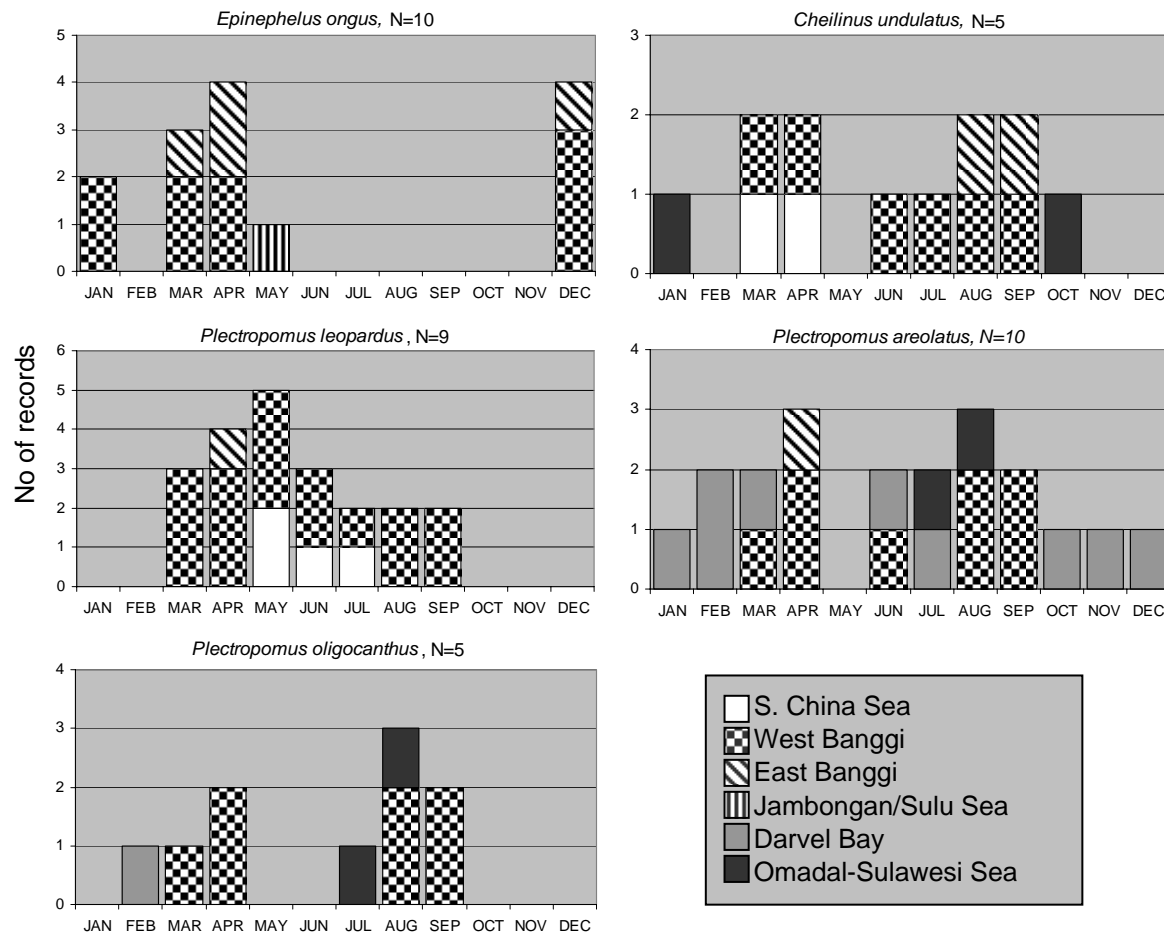 Epinephelus ongus, N=10
5
4
3
2
1
0
JAN FEB MAR APR MAY JUN JUL AUG SEP OCT NOV DEC
Cheilinus undulatus, N=5
3
2
1
0
JAN FEB MAR APR MAY JUN JUL AUG SEP OCT NOV DEC
No of records
Plectropomus leopardus , N=9
6
5
4
3
2
1
0
JAN FEB MAR APR MAY JUN JUL AUG SEP OCT NOV DEC
Plectropomus areolatus, N=10
4
3
2
1
0
JAN FEB MAR APR MAY JUN JUL AUG SEP OCT NOV DEC
Plectropomus oligocanthus , N=5
4
3
2
1
0
JAN FEB MAR APR MAY JUN JUL AUG SEP OCT NOV DEC
S. China Sea
West Banggi
East Banggi
Jambongan/Sulu Sea
Darvel Bay
Omadal-Sulawesi Sea